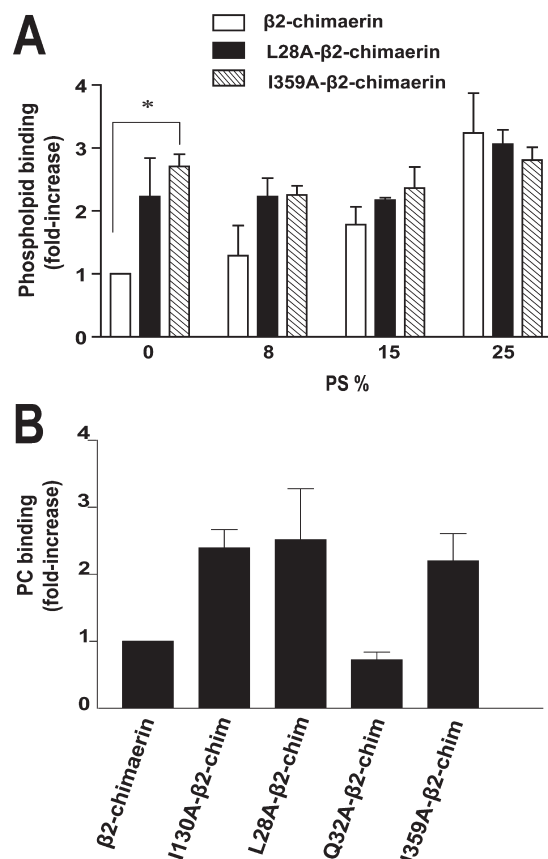 A
β2-chimaerin
L28A-β2-chimaerin
I359A-β2-chimaerin
Phospholpid binding
(fold-increase)
4
3
2
1
0
*
0 8 15 25
PS %
B
PC binding
(fold-increase)
4
3
2
1
0
β2-chimaerin
I130A-β2-chim
L28A-β2-chim
Q32A-β2-chim
I359A-β2-chim